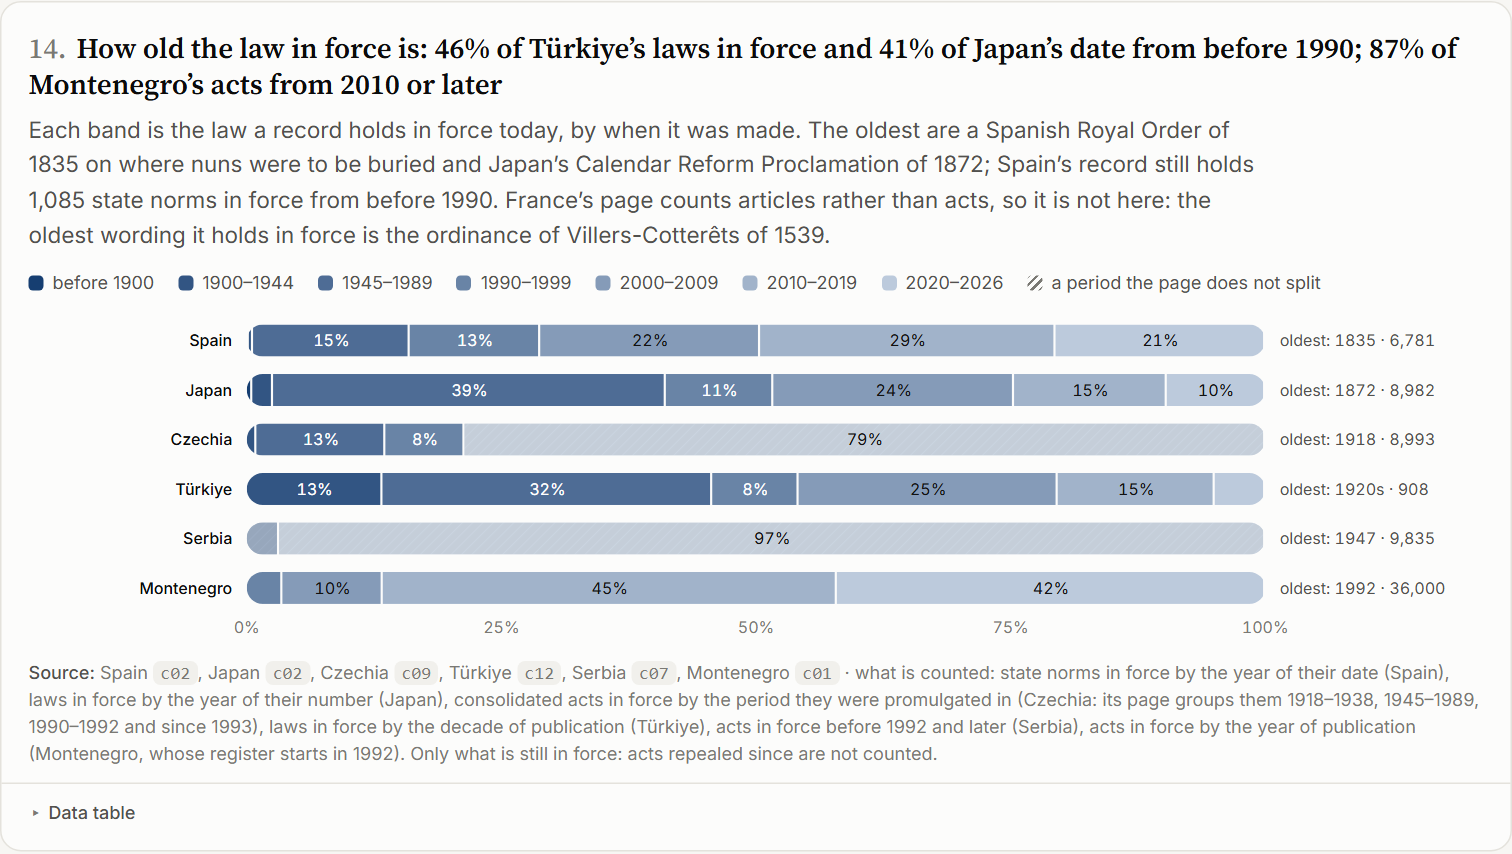 14. How old the law in force is: 46% of Türkiye’s laws in force and 41% of Japan’s date from before 1990; 87% of
Montenegro’s acts from 2010 or later
Each band is the law a record holds in force today, by when it was made. The oldest are a Spanish Royal Order of
1835 on where nuns were to be buried and Japan’s Calendar Reform Proclamation of 1872; Spain’s record still holds
1,085 state norms in force from before 1990. France’s page counts articles rather than acts, so it is not here: the
oldest wording it holds in force is the ordinance of Villers-Cotterêts of 1539.
before 1900 1900–1944 1945–1989 1990–1999 2000–2009 2010–2019 2020–2026 a period the page does not split
Spain 15% 13% 22% 29% 21% oldest: 1835 · 6,781
Japan 39% 11% 24% 15% 10% oldest: 1872 · 8,982
Czechia 13% 8% 79% oldest: 1918 · 8,993
Türkiye 13% 32% 8% 25% 15% oldest: 1920s · 908
Serbia 97% oldest: 1947 · 9,835
Montenegro 10% 45% 42% oldest: 1992 · 36,000
0% 25% 50% 75% 100%
Source: Spain c02, Japan c02, Czechia c09, Türkiye c12, Serbia c07, Montenegro c01 · what is counted: state norms in force by the year of their date (Spain),
laws in force by the year of their number (Japan), consolidated acts in force by the period they were promulgated in (Czechia: its page groups them 1918–1938, 1945–1989,
1990–1992 and since 1993), laws in force by the decade of publication (Türkiye), acts in force before 1992 and later (Serbia), acts in force by the year of publication
(Montenegro, whose register starts in 1992). Only what is still in force: acts repealed since are not counted.
Data table